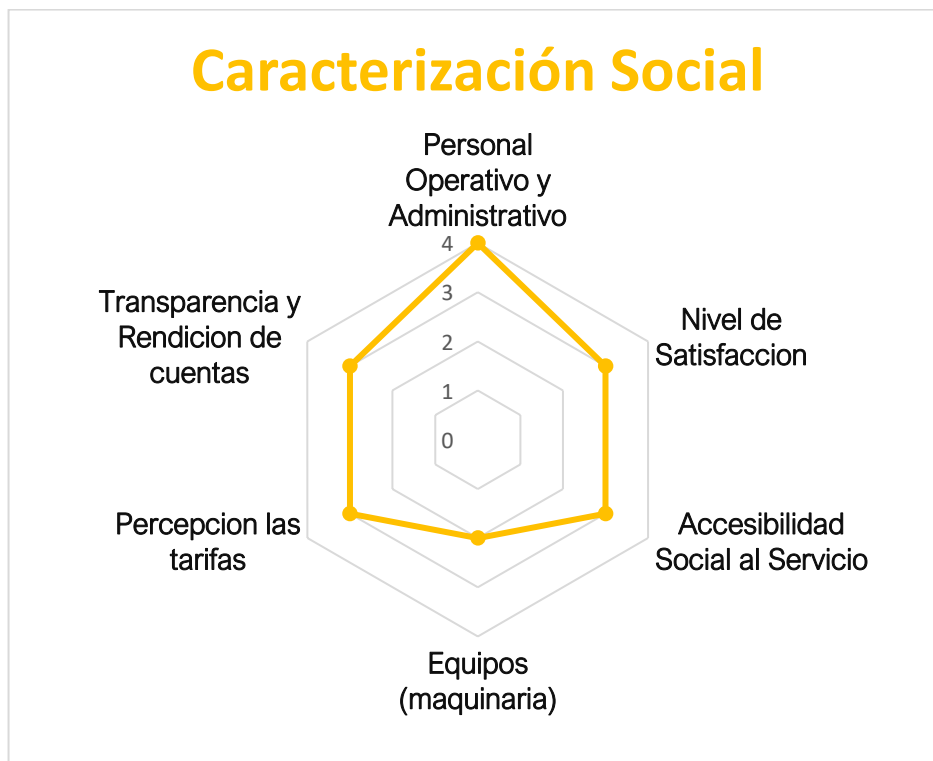 Caracterización Social
Personal
Operativo y
Administrativo
4
3
2
1
0
Nivel de
Satisfaccion
Accesibilidad
Social al Servicio
Equipos
(maquinaria)
Percepcion las
tarifas
Transparencia y
Rendicion de
cuentas